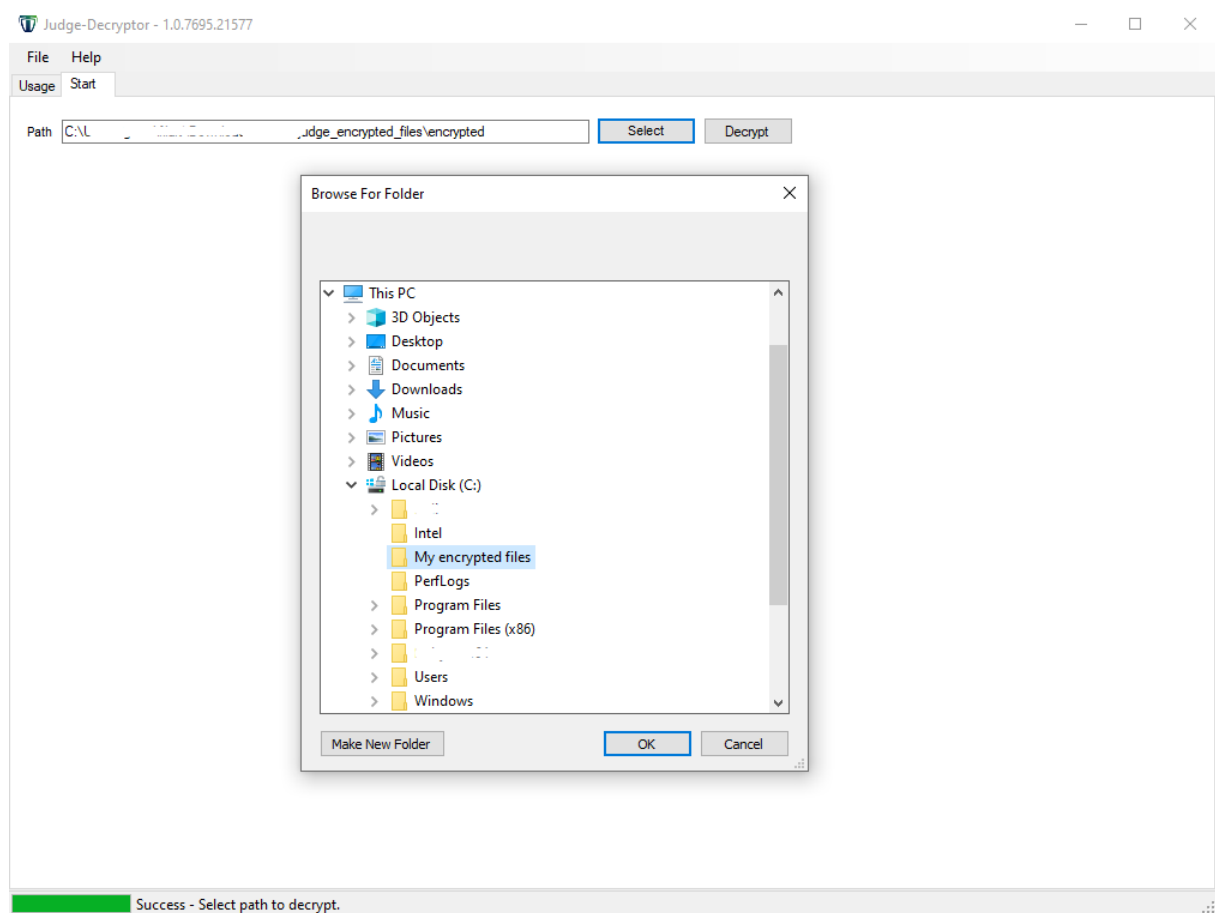 Judge-Decryptor - 1.0.7695.21577
File Help
Usage Start
Path C:\ udge_encrypted_files\encrypted Select Decrypt
Browse For Folder
This PC
3D Objects
Desktop
Documents
Downloads
Music
Pictures
Videos
Local Disk (C:)
Intel
My encrypted files
PerfLogs
Program Files
Program Files (x86)
Users
Windows
Make New Folder OK Cancel
Success - Select path to decrypt.